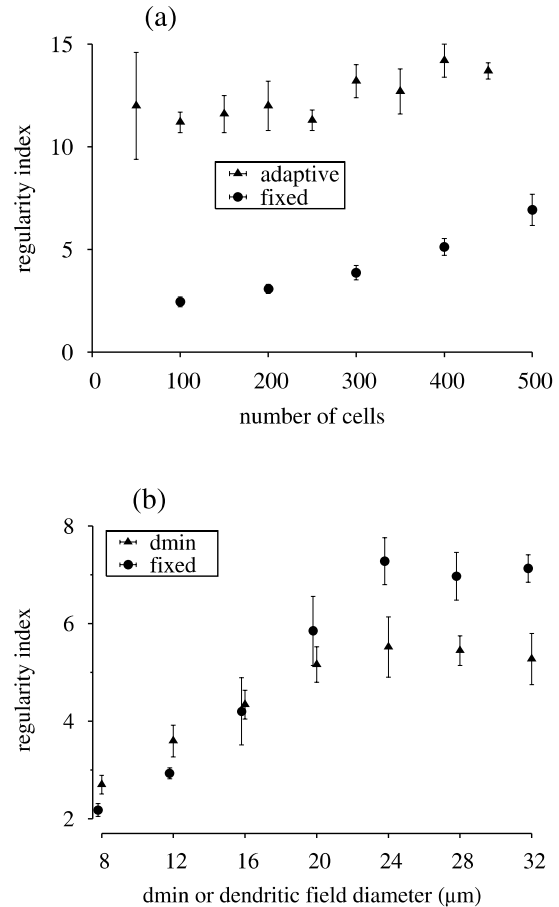 (a)
15
10
5
0
regularity index
adaptive
fixed
0 100 200 300 400 500
number of cells
(b)
8
6
4
2
regularity index
dmin
fixed
8 12 16 20 24 28 32
dmin or dendritic field diameter (μm)